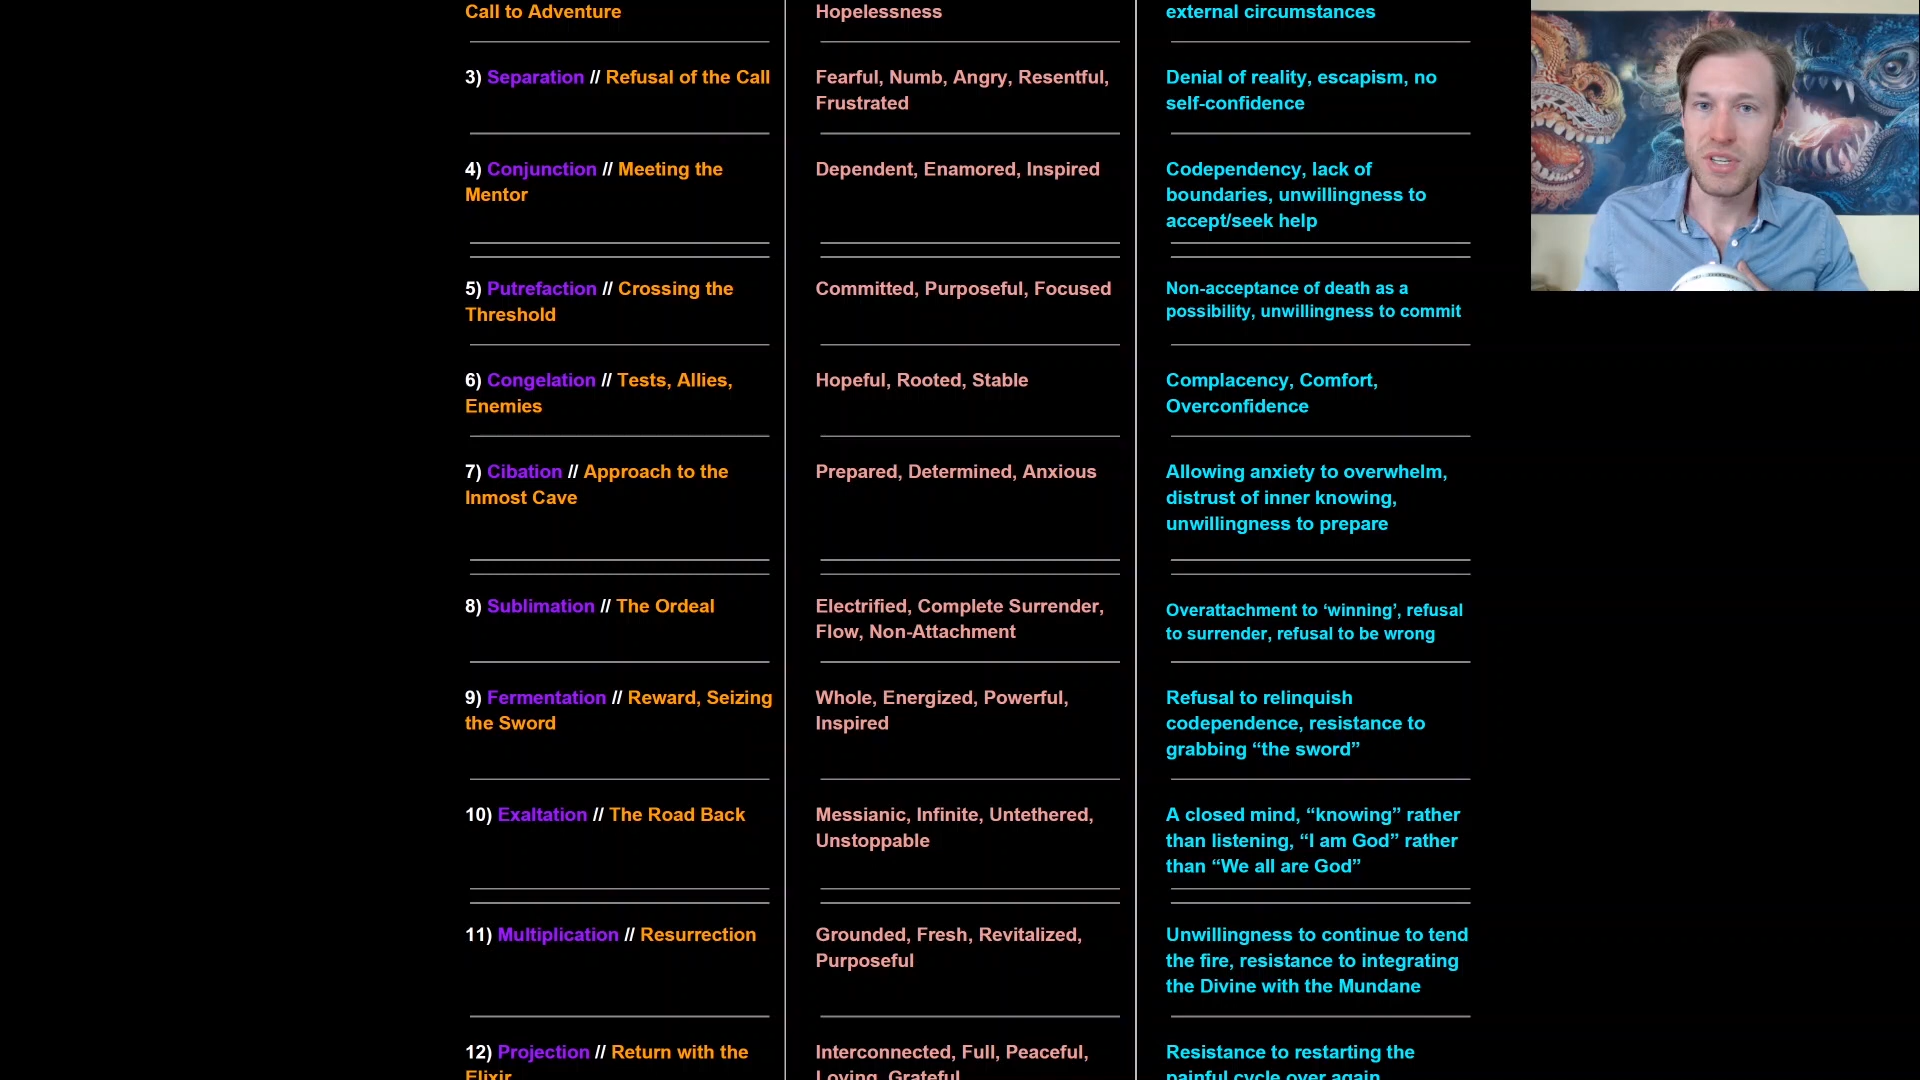 Call to Adventure
Hopelessness
external circumstances
3) Separation // Refusal of the Call
Fearful, Numb, Angry, Resentful,
Frustrated
Denial of reality, escapism, no
self-confidence
4) Conjunction // Meeting the
Mentor
Dependent, Enamored, Inspired
Codependency, lack of
boundaries, unwillingness to
accept/seek help
5) Putrefaction // Crossing the
Threshold
Committed, Purposeful, Focused
Non-acceptance of death as a
possibility, unwillingness to commit
6) Congelation // Tests, Allies,
Enemies
Hopeful, Rooted, Stable
Complacency, Comfort,
Overconfidence
7) Cibation // Approach to the
Inmost Cave
Prepared, Determined, Anxious
Allowing anxiety to overwhelm,
distrust of inner knowing,
unwillingness to prepare
8) Sublimation // The Ordeal
Electrified, Complete Surrender,
Flow, Non-Attachment
Overattachment to ‘winning’, refusal
to surrender, refusal to be wrong
9) Fermentation // Reward, Seizing
the Sword
Whole, Energized, Powerful,
Inspired
Refusal to relinquish
codependence, resistance to
grabbing “the sword”
10) Exaltation // The Road Back
Messianic, Infinite, Untethered,
Unstoppable
A closed mind, “knowing” rather
than listening, “I am God” rather
than “We all are God”
11) Multiplication // Resurrection
Grounded, Fresh, Revitalized,
Purposeful
Unwillingness to continue to tend
the fire, resistance to integrating
the Divine with the Mundane
12) Projection // Return with the
Elixir
Interconnected, Full, Peaceful,
Loving, Grateful
Resistance to restarting the
painful cycle over again